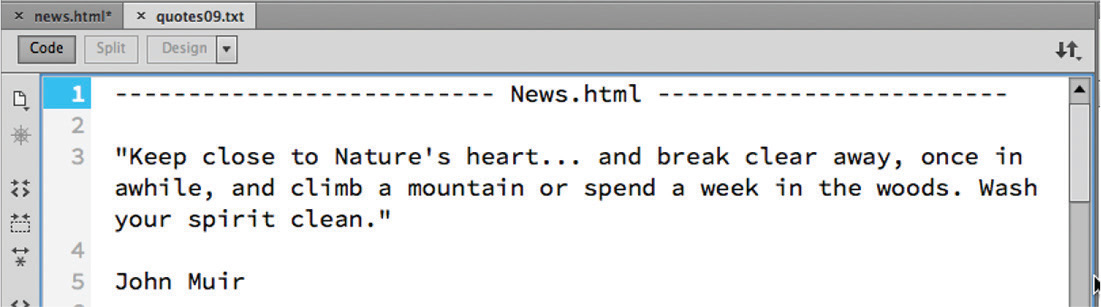 × news.html* × quotes09.txt
Code Split Design
1 -------------------------- News.html ------------------------
2
3 "Keep close to Nature's heart... and break clear away, once in
awhile, and climb a mountain or spend a week in the woods. Wash
your spirit clean."
4
5 John Muir